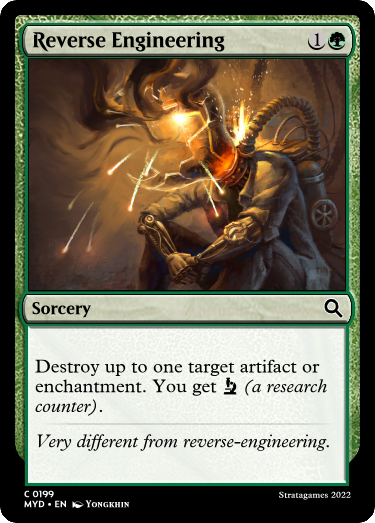 Reverse Engineering 1
Sorcery
Destroy up to one target artifact or
enchantment. You get (a research
counter).
Very different from reverse-engineering.
C 0199
MYD • EN Yongkhin
Stratagames 2022